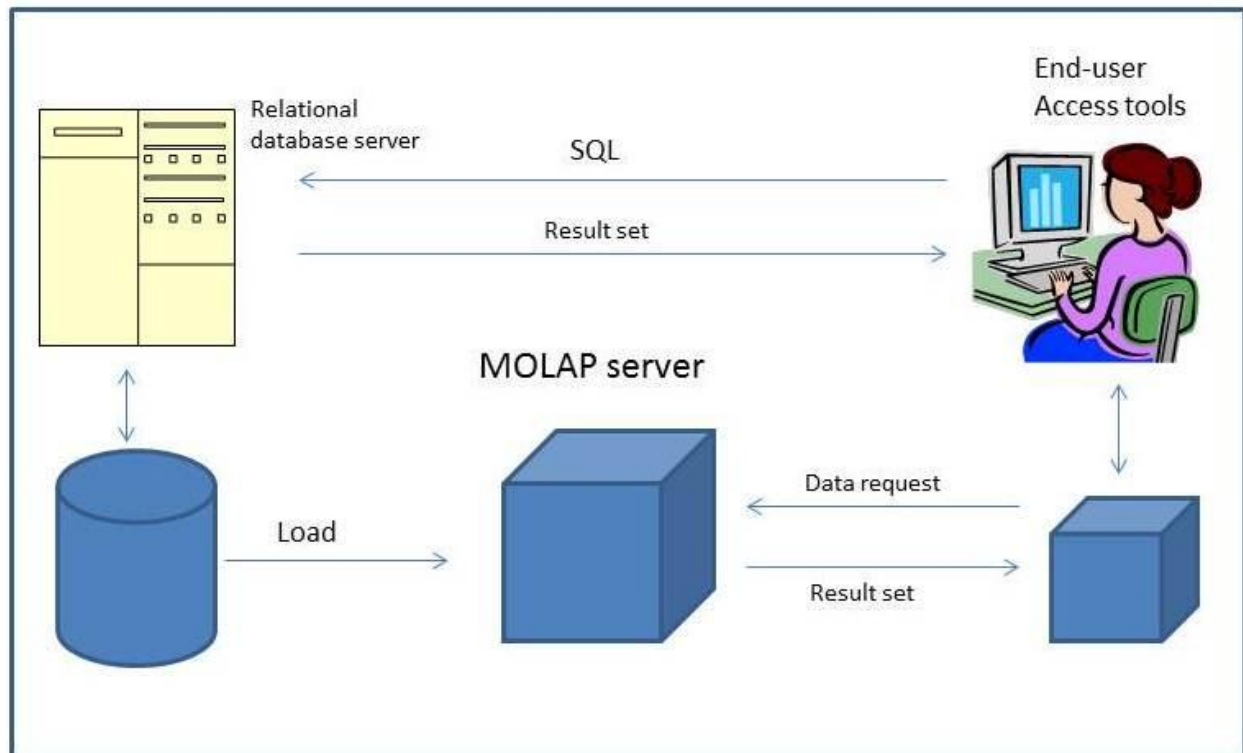 Relational
database server
End-user
Access tools
SQL
Result set
MOLAP server
Load
Data request
Result set